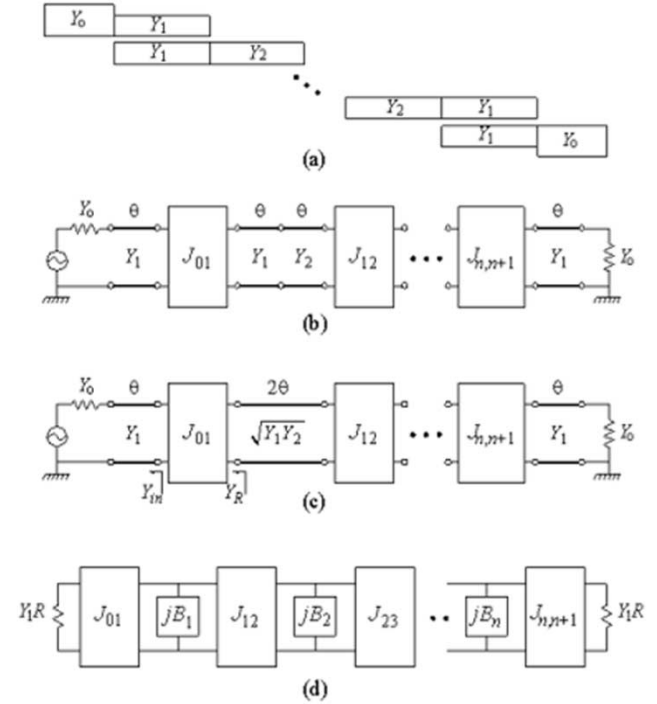 Yo Y1
Y1 Y2
Y2 Y1
Y1 Yo
(a)
Yo θ θ θ θ
Y1 J01 Y1 Y2 J12 ••• Jn,n+1 Y1 Yo
(b)
Yo θ 2θ θ
Y1 J01 √Y1Y2 J12 ••• Jn,n+1 Y1 Yo
Yin YR
(c)
Y1R J01 jB1 J12 jB2 J23 •• jBn Jn,n+1 Y1R
(d)